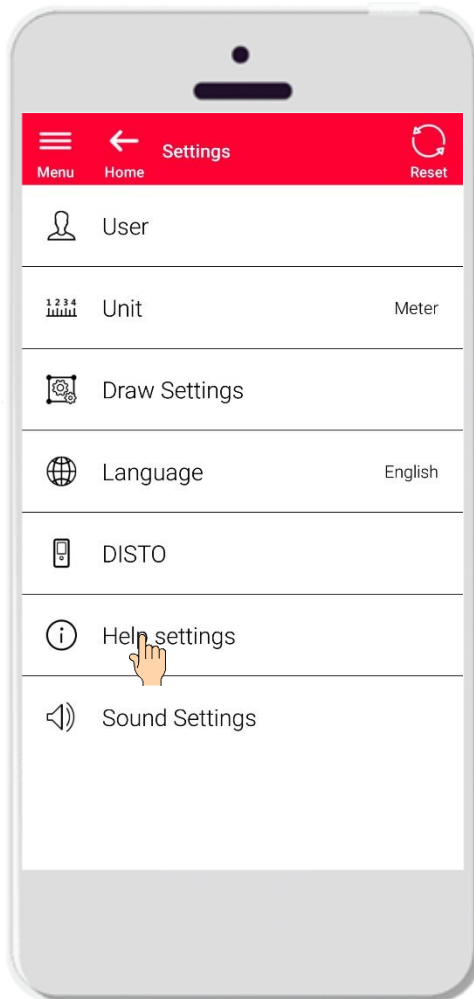 Settings
Menu Home Reset
User
1234
Unit Meter
Draw Settings
Language English
DISTO
Help settings
Sound Settings